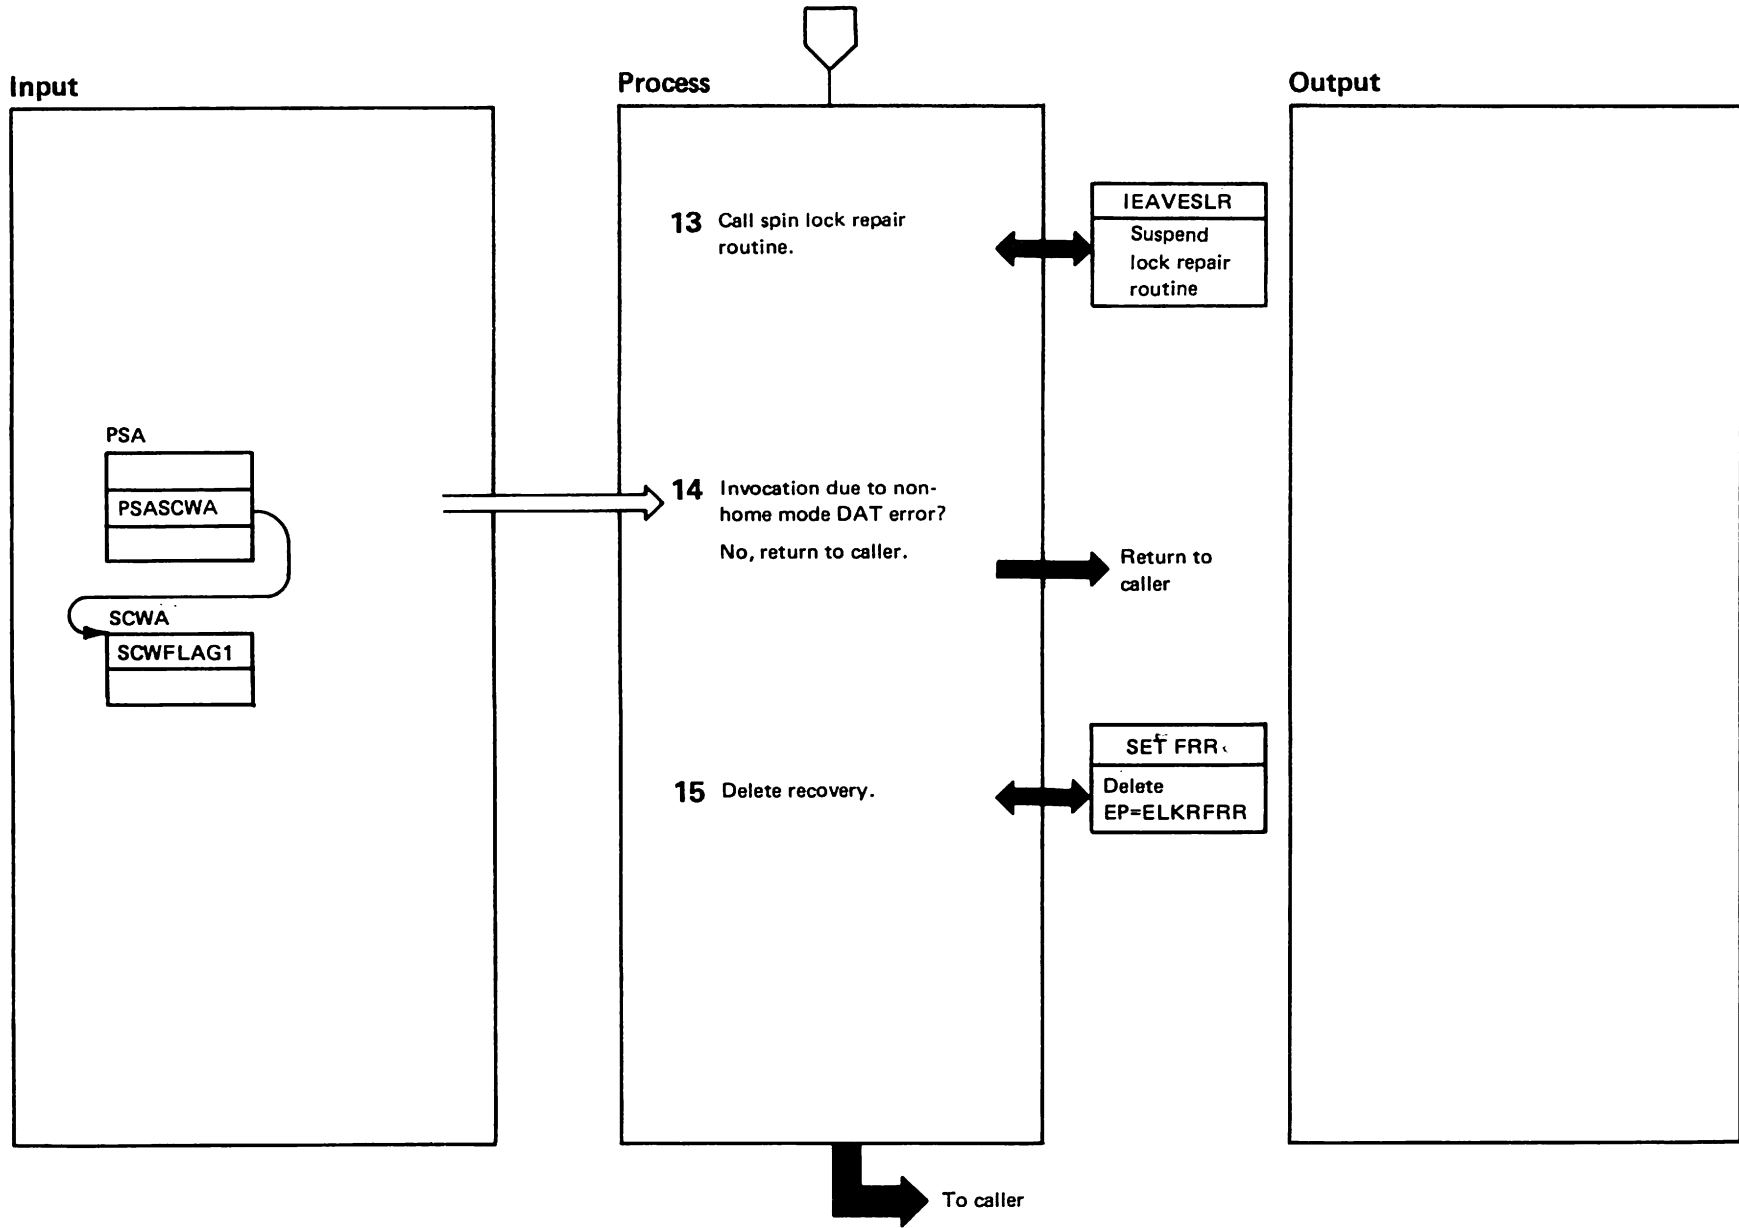 Input
Process
Output
13 Call spin lock repair
routine.
IEAVESLR
Suspend
lock repair
routine
PSA
PSASCWA
SCWA
SCWFLAG1
14 Invocation due to non-
home mode DAT error?
No, return to caller.
Return to
caller
15 Delete recovery.
SET FRR
Delete
EP=ELKRFRR
To caller